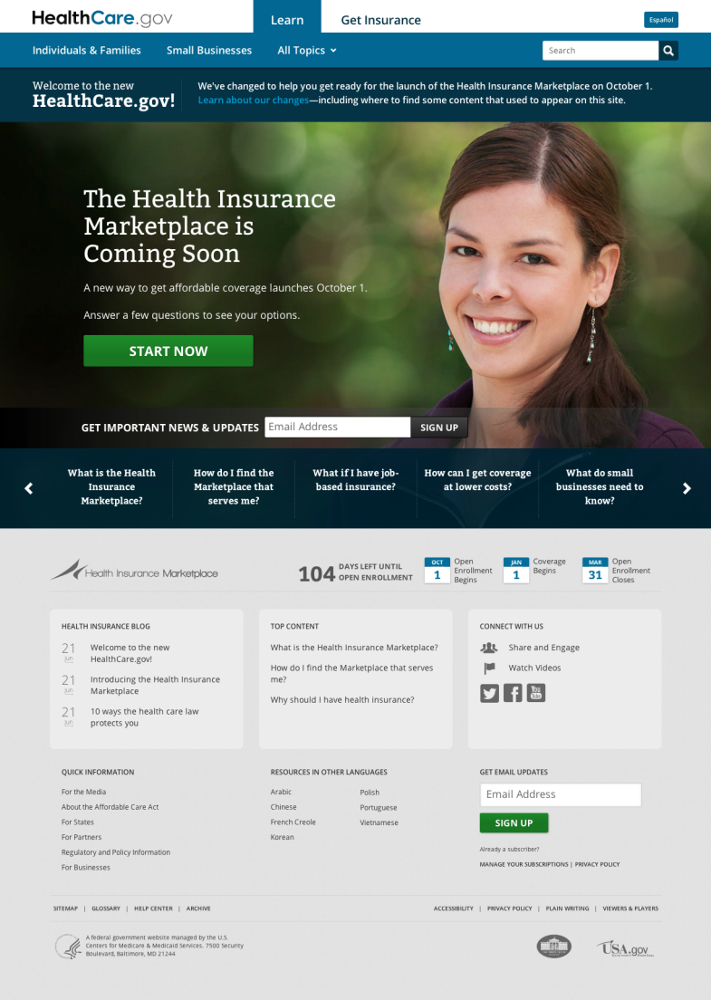 HealthCare.gov
Learn
Get Insurance
Español
Individuals & Families
Small Businesses
All Topics
Search
Welcome to the new
HealthCare.gov!
We've changed to help you get ready for the launch of the Health Insurance Marketplace on October 1.
Learn about our changes—including where to find some content that used to appear on this site.
The Health Insurance
Marketplace is
Coming Soon
A new way to get affordable coverage launches October 1.
Answer a few questions to see your options.
START NOW
GET IMPORTANT NEWS & UPDATES
Email Address
SIGN UP
What is the Health
Insurance
Marketplace?
How do I find the
Marketplace that
serves me?
What if I have job-
based insurance?
How can I get coverage
at lower costs?
What do small
businesses need to
know?
Health Insurance Marketplace
104
DAYS LEFT UNTIL
OPEN ENROLLMENT
OCT
1
Open
Enrollment
Begins
JAN
1
Coverage
Begins
MAR
31
Open
Enrollment
Closes
HEALTH INSURANCE BLOG
21
Jun
Welcome to the new
HealthCare.gov!
21
Jun
Introducing the Health Insurance
Marketplace
21
Jun
10 ways the health care law
protects you
TOP CONTENT
What is the Health Insurance Marketplace?
How do I find the Marketplace that serves
me?
Why should I have health insurance?
CONNECT WITH US
Share and Engage
Watch Videos
You
Tube
QUICK INFORMATION
For the Media
About the Affordable Care Act
For States
For Partners
Regulatory and Policy Information
For Businesses
RESOURCES IN OTHER LANGUAGES
Arabic
Chinese
French Creole
Korean
Polish
Portuguese
Vietnamese
GET EMAIL UPDATES
Email Address
SIGN UP
Already a subscriber?
MANAGE YOUR SUBSCRIPTIONS | PRIVACY POLICY
SITEMAP | GLOSSARY | HELP CENTER | ARCHIVE
ACCESSIBILITY | PRIVACY POLICY | PLAIN WRITING | VIEWERS & PLAYERS
A federal government website managed by the U.S.
Centers for Medicare & Medicaid Services. 7500 Security
Boulevard, Baltimore, MD 21244
USA.gov